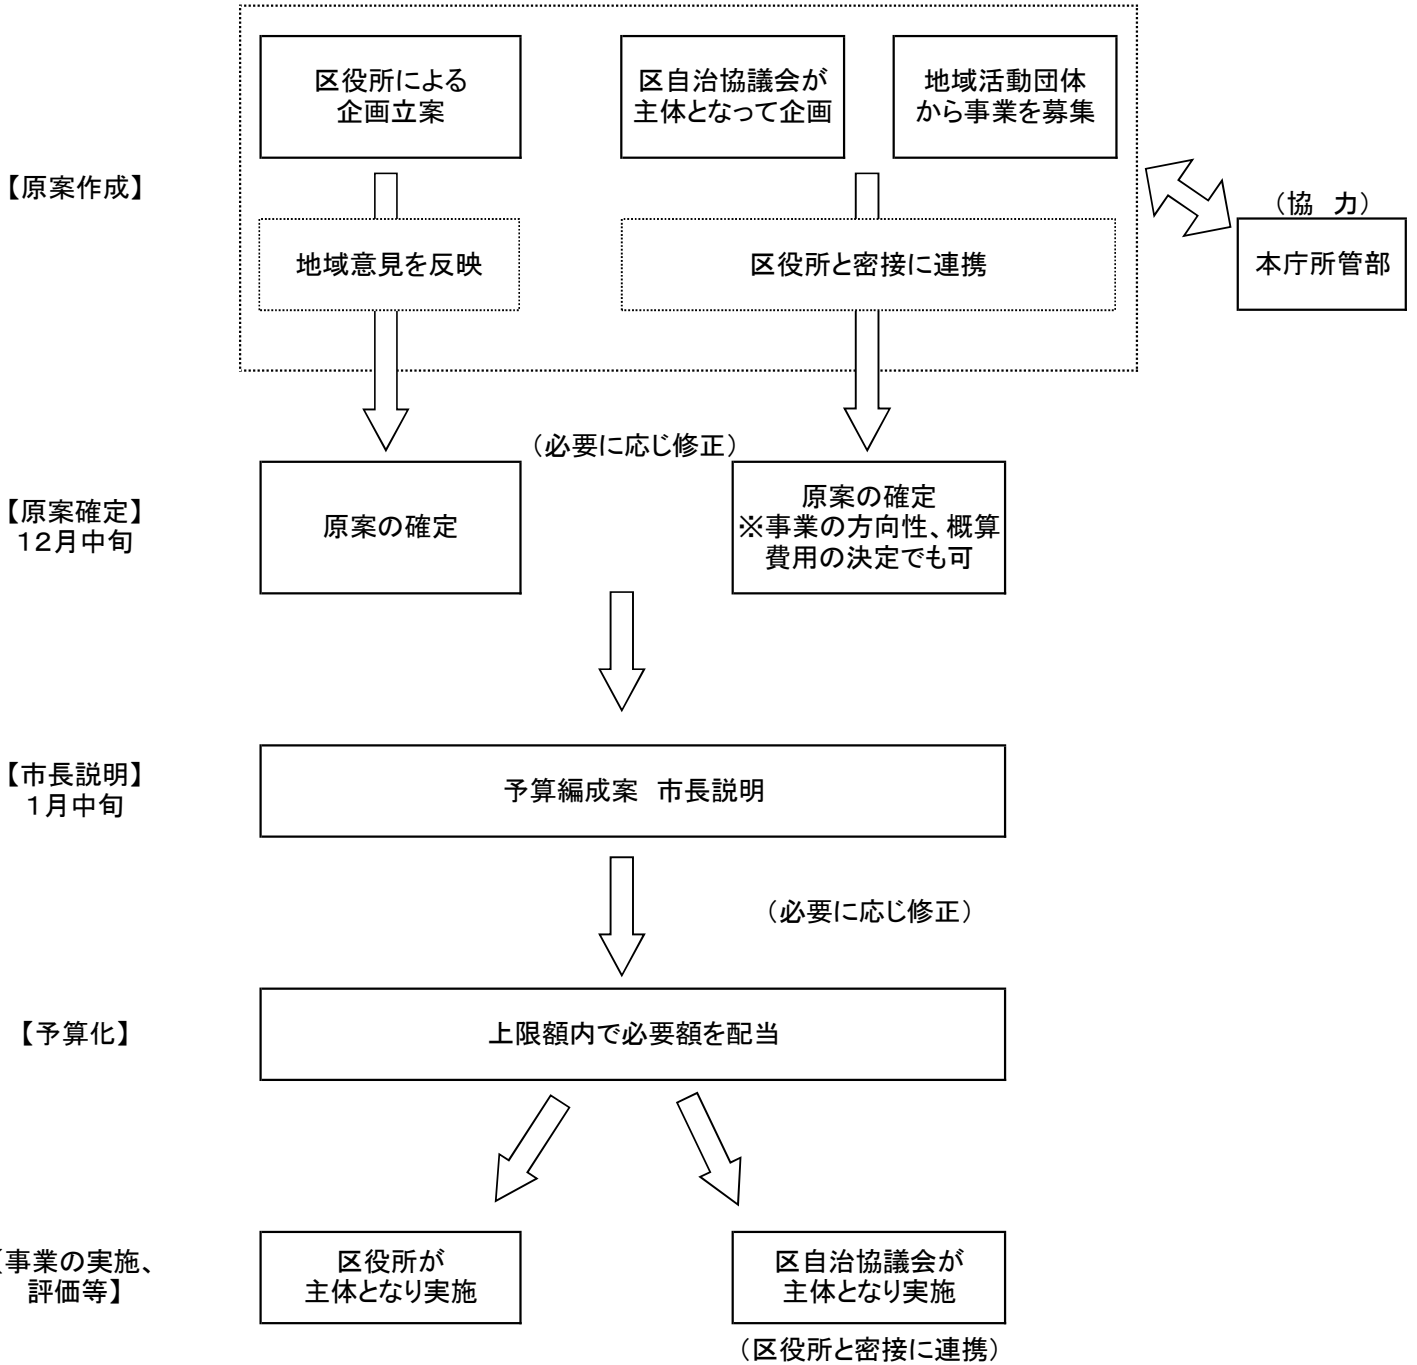 区役所による
企画立案
区自治協議会が
主体となって企画
地域活動団体
から事業を募集
【原案作成】
（協　力）
地域意見を反映
区役所と密接に連携
本庁所管部
（必要に応じ修正）
【原案確定】
１２月中旬
原案の確定
原案の確定
※事業の方向性、概算
費用の決定でも可
【市長説明】
１月中旬
予算編成案　市長説明
（必要に応じ修正）
【予算化】
上限額内で必要額を配当
【事業の実施、
評価等】
区役所が
主体となり実施
区自治協議会が
主体となり実施
（区役所と密接に連携）